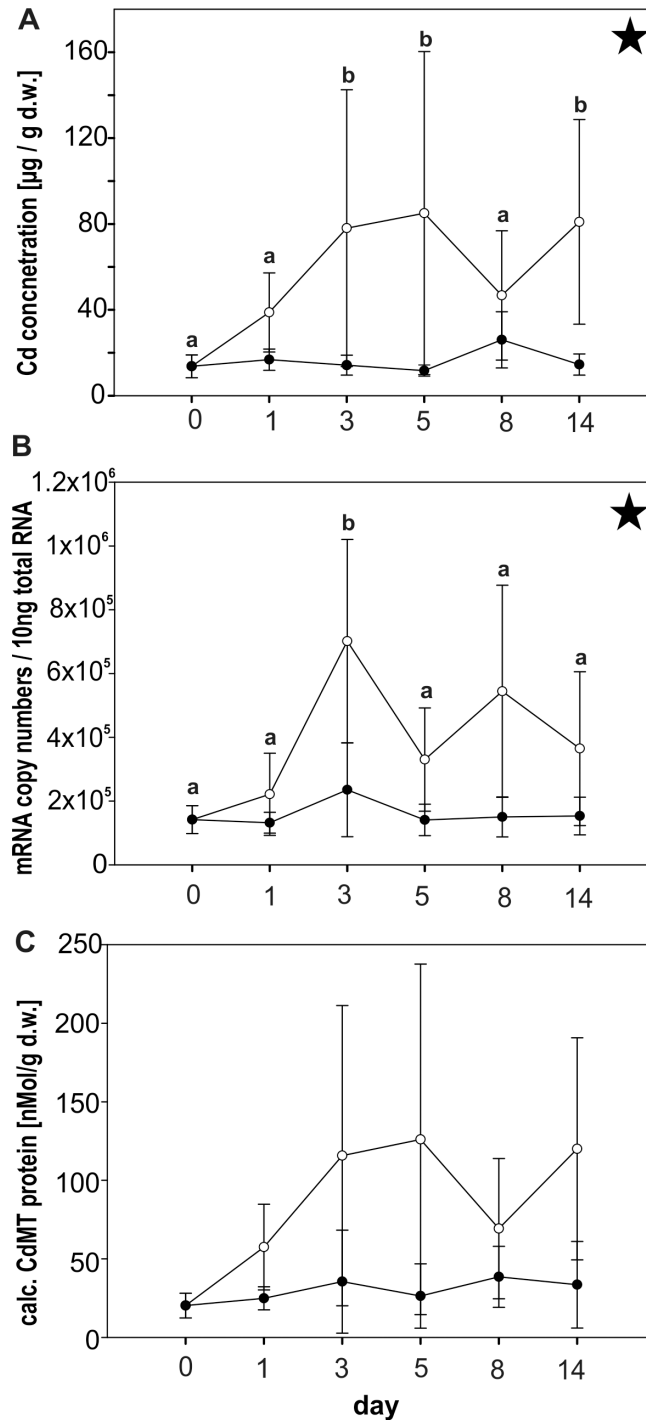 A
Cd concnetration [µg / g d.w.]
160
120
80
40
0
a
a
b
b
a
b
0 1 3 5 8 14
B
mRNA copy numbers / 10ng total RNA
1.2x10⁶
1x10⁶
8x10⁵
6x10⁵
4x10⁵
2x10⁵
0
a
a
b
a
a
a
0 1 3 5 8 14
C
calc. CdMT protein [nMol/g d.w.]
250
200
150
100
50
0
0 1 3 5 8 14
day